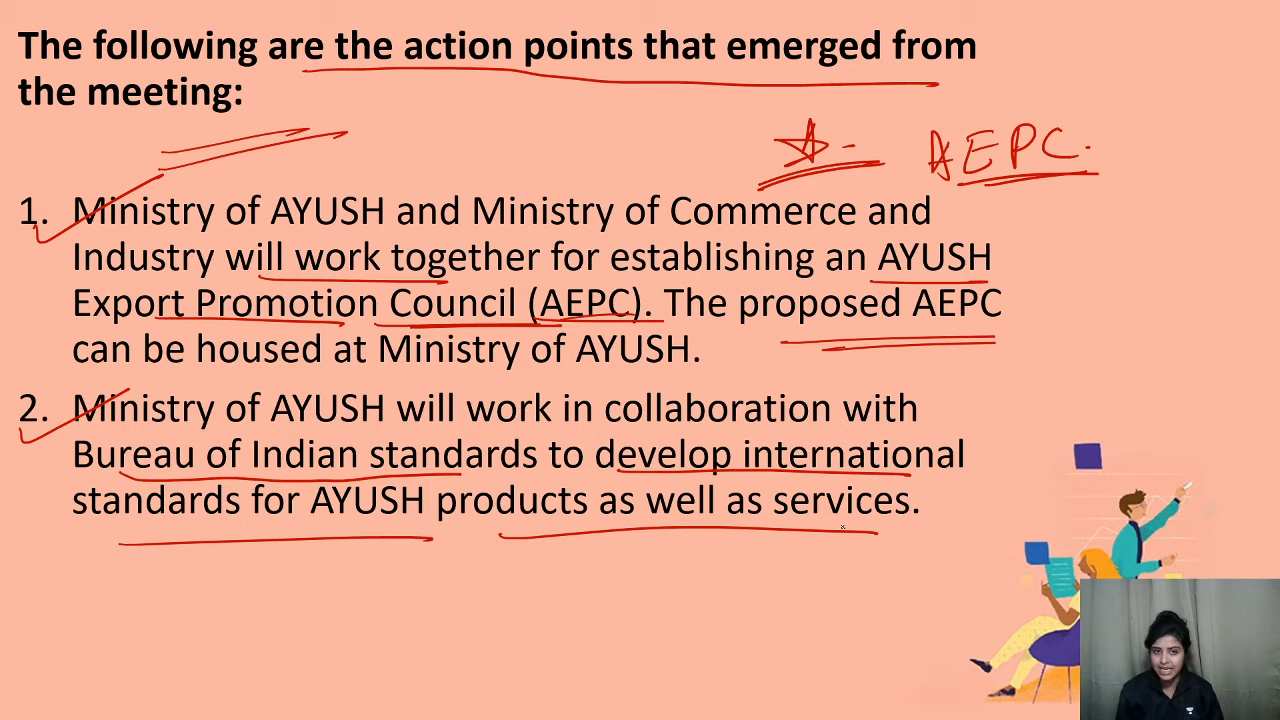 The following are the action points that emerged from
the meeting:
A. AEPC.
1. Ministry of AYUSH and Ministry of Commerce and
Industry will work together for establishing an AYUSH
Export Promotion Council (AEPC). The proposed AEPC
can be housed at Ministry of AYUSH.
2. Ministry of AYUSH will work in collaboration with
Bureau of Indian standards to develop international
standards for AYUSH products as well as services.